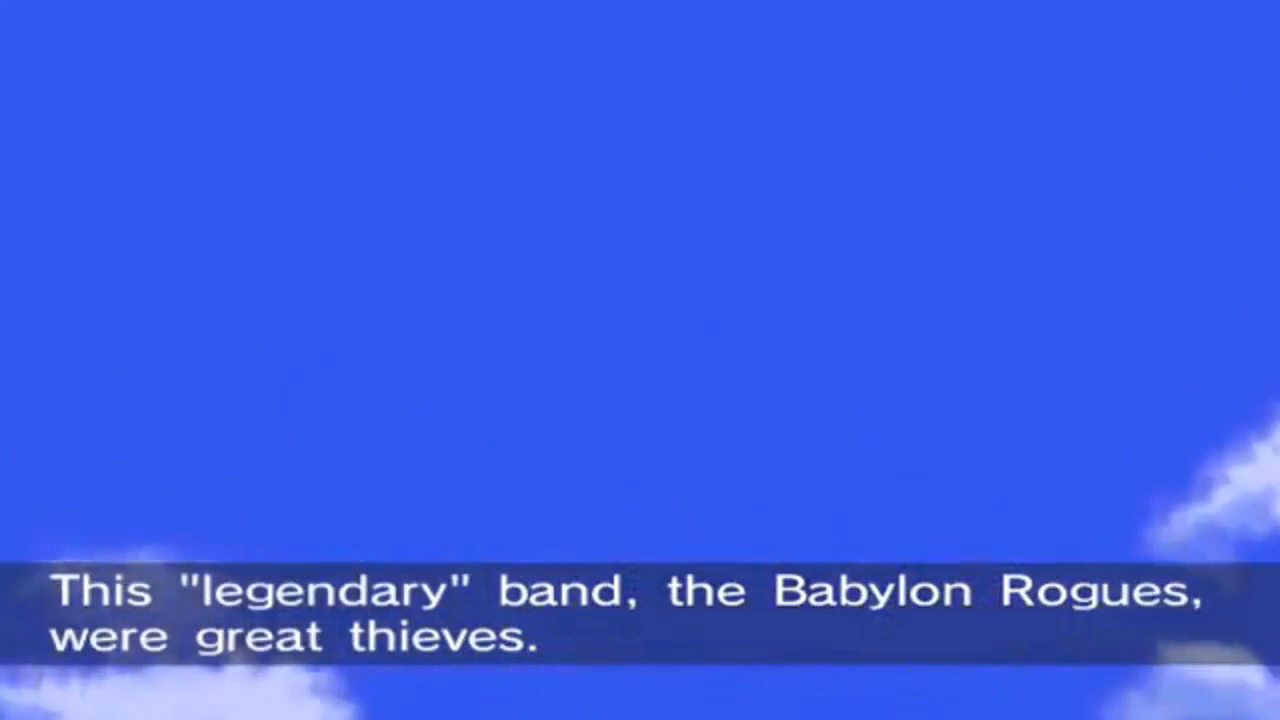 This "legendary" band, the Babylon Rogues,
were great thieves.